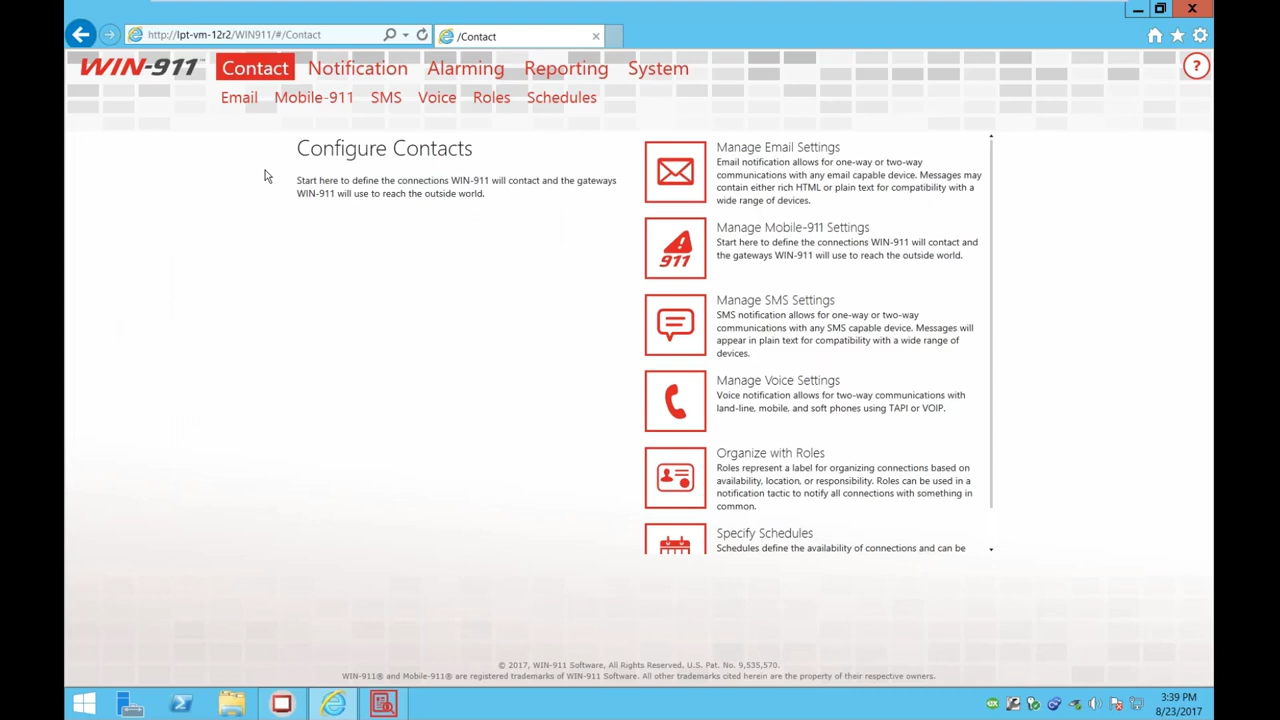 http://lpt-vm-12r2/WIN911/#/Contact
/Contact
WIN-911
Contact Notification Alarming Reporting System
?
Email Mobile-911 SMS Voice Roles Schedules
Configure Contacts
Start here to define the connections WIN-911 will contact and the gateways
WIN-911 will use to reach the outside world.
Manage Email Settings
Email notification allows for one-way or two-way
communications with any email capable device. Messages may
contain either rich HTML or plain text for compatibility with a
wide range of devices.
911
Manage Mobile-911 Settings
Start here to define the connections WIN-911 will contact and
the gateways WIN-911 will use to reach the outside world.
Manage SMS Settings
SMS notification allows for one-way or two-way
communications with any SMS capable device. Messages will
appear in plain text for compatibility with a wide range of
devices.
Manage Voice Settings
Voice notification allows for two-way communications with
land-line, mobile, and soft phones using TAPI or VOIP.
Organize with Roles
Roles represent a label for organizing connections based on
availability, location, or responsibility. Roles can be used in a
notification tactic to notify all connections with something in
common.
Specify Schedules
Schedules define the availability of connections and can be
© 2017, WIN-911 Software, All Rights Reserved. U.S. Pat. No. 9,535,570.
WIN-911® and Mobile-911® are registered trademarks of WIN-911 Software. All other trademarks cited herein are the property of their respective owners.
3:39 PM
8/23/2017